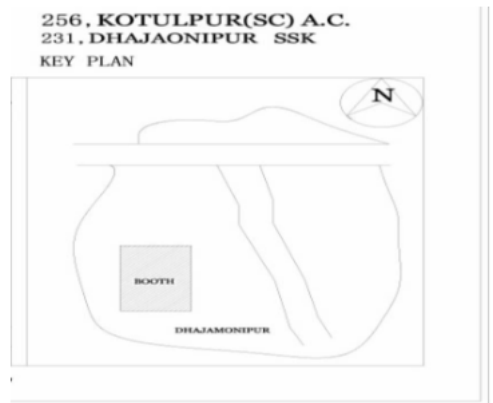 256, KOTULPUR(SC) A.C.
231, DHAJAONIPUR SSK
KEY PLAN
N
BOOTH
DHAJAMONIPUR